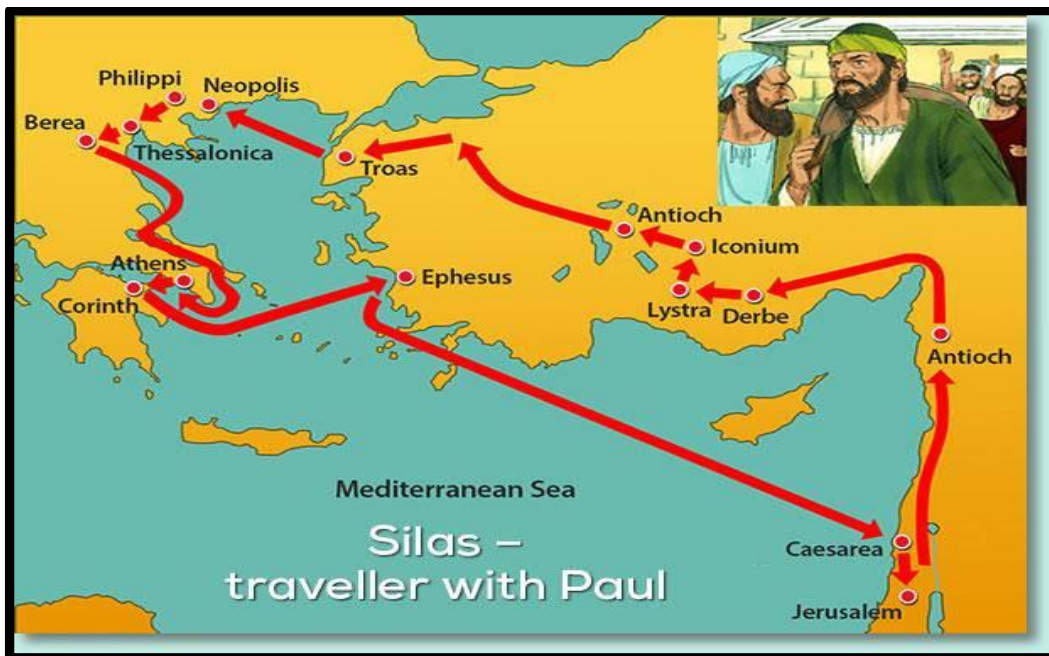 Philippi
Neopolis
Berea
Thessalonica
Troas
Antioch
Iconium
Athens
Ephesus
Corinth
Lystra
Derbe
Antioch
Mediterranean Sea
Silas –
traveller with Paul
Caesarea
Jerusalem